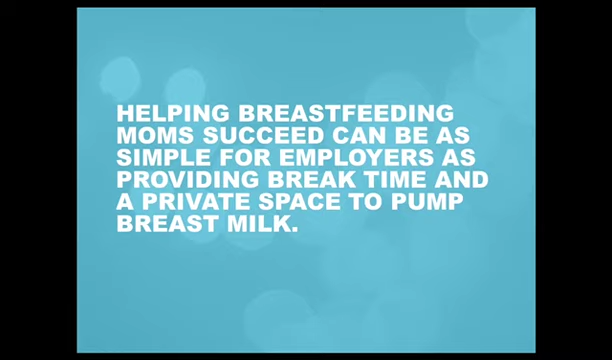 HELPING BREASTFEEDING
MOMS SUCCEED CAN BE AS
SIMPLE FOR EMPLOYERS AS
PROVIDING BREAK TIME AND
A PRIVATE SPACE TO PUMP
BREAST MILK.